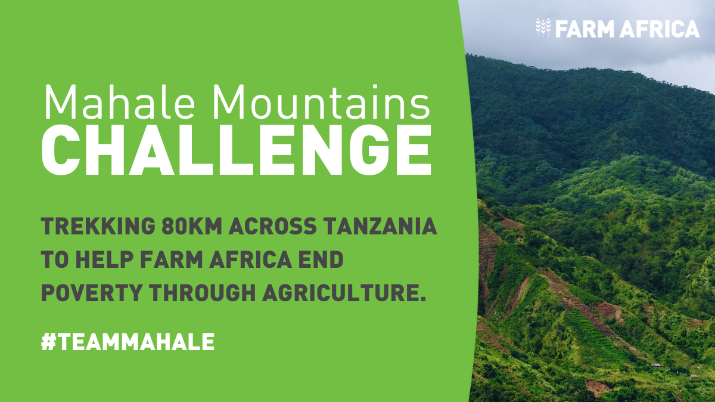 FARM AFRICA
Mahale Mountains
CHALLENGE
TREKKING 80KM ACROSS TANZANIA
TO HELP FARM AFRICA END
POVERTY THROUGH AGRICULTURE.
#TEAMMAHALE